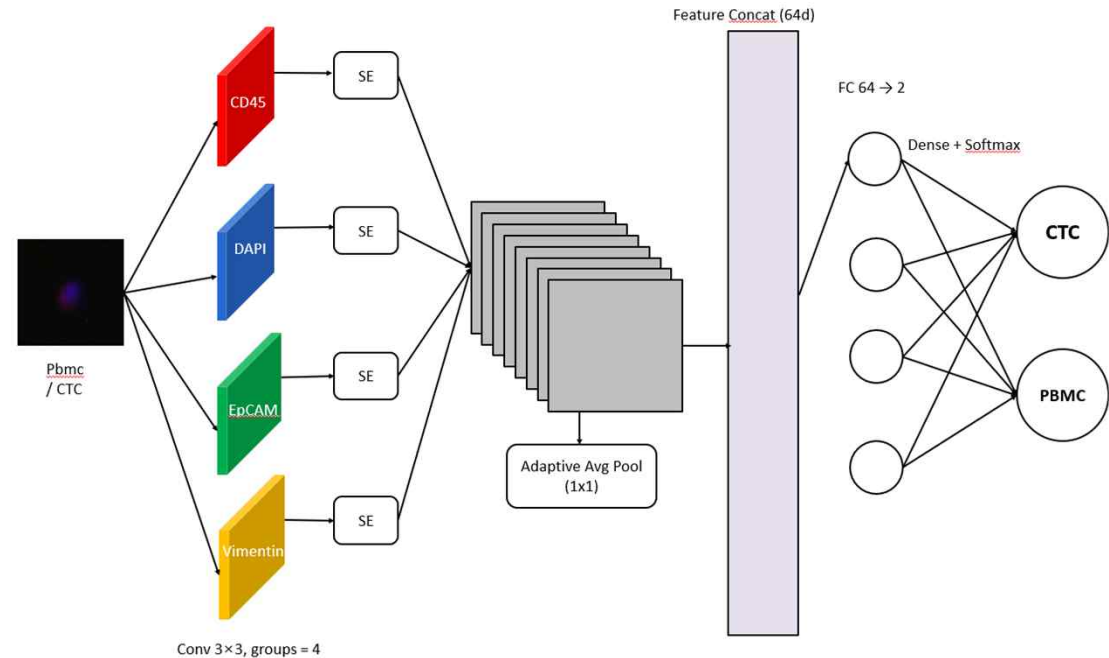 Feature Concat (64d)
CD45
SE
FC 64 → 2
Dense + Softmax
DAPI
SE
CTC
Pbmc
/ CTC
EpCAM
SE
PBMC
Adaptive Avg Pool
(1x1)
Vimentin
SE
Conv 3×3, groups = 4